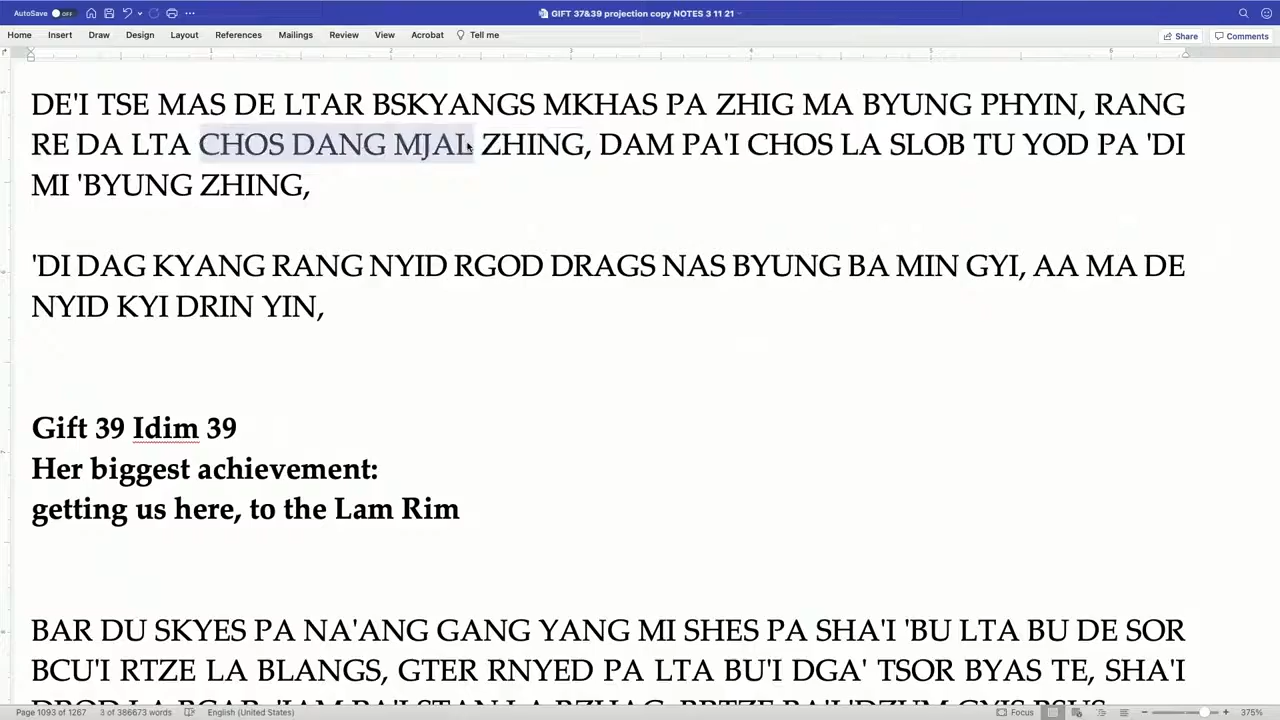 AutoSave OFF
GIFT 37&39 projection copy NOTES 3 11 21
Home Insert Draw Design Layout References Mailings Review View Acrobat Tell me Share Comments
1 2 3 4 5 6
DE'I TSE MAS DE LTAR BSKYANGS MKHAS PA ZHIG MA BYUNG PHYIN, RANG
RE DA LTA CHOS DANG MJAL ZHING, DAM PA'I CHOS LA SLOB TU YOD PA 'DI
MI 'BYUNG ZHING,
'DI DAG KYANG RANG NYID RGOD DRAGS NAS BYUNG BA MIN GYI, AA MA DE
NYID KYI DRIN YIN,
Gift 39 Idim 39
Her biggest achievement:
getting us here, to the Lam Rim
BAR DU SKYES PA NA'ANG GANG YANG MI SHES PA SHA'I 'BU LTA BU DE SOR
BCU'I RTZE LA BLANGS, GTER RNYED PA LTA BU'I DGA' TSOR BYAS TE, SHA'I
Page 1093 of 1267 3 of 386673 words English (United States) Focus 375%